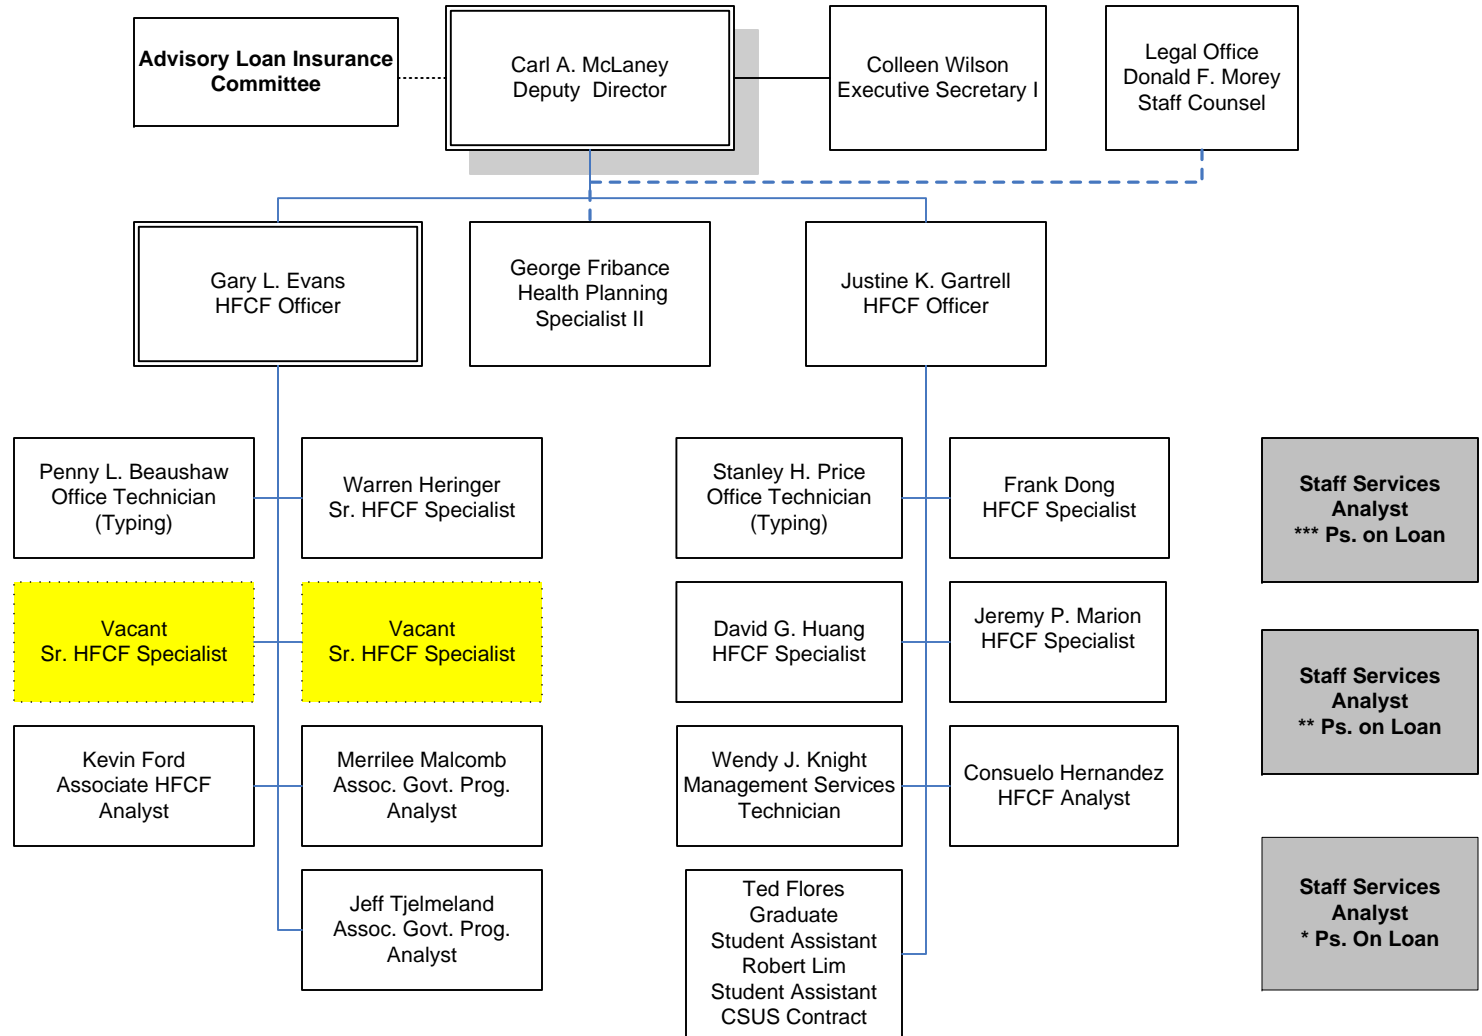 Advisory Loan Insurance
Committee
Carl A. McLaney
Deputy Director
Colleen Wilson
Executive Secretary I
Legal Office
Donald F. Morey
Staff Counsel
Gary L. Evans
HFCF Officer
George Fribance
Health Planning
Specialist II
Justine K. Gartrell
HFCF Officer
Penny L. Beaushaw
Office Technician
(Typing)
Warren Heringer
Sr. HFCF Specialist
Vacant
Sr. HFCF Specialist
Vacant
Sr. HFCF Specialist
Kevin Ford
Associate HFCF
Analyst
Merrilee Malcomb
Assoc. Govt. Prog.
Analyst
Jeff Tjelmeland
Assoc. Govt. Prog.
Analyst
Stanley H. Price
Office Technician
(Typing)
Frank Dong
HFCF Specialist
David G. Huang
HFCF Specialist
Jeremy P. Marion
HFCF Specialist
Wendy J. Knight
Management Services
Technician
Consuelo Hernandez
HFCF Analyst
Ted Flores
Graduate
Student Assistant
Robert Lim
Student Assistant
CSUS Contract
Staff Services
Analyst
*** Ps. on Loan
Staff Services
Analyst
** Ps. on Loan
Staff Services
Analyst
* Ps. On Loan